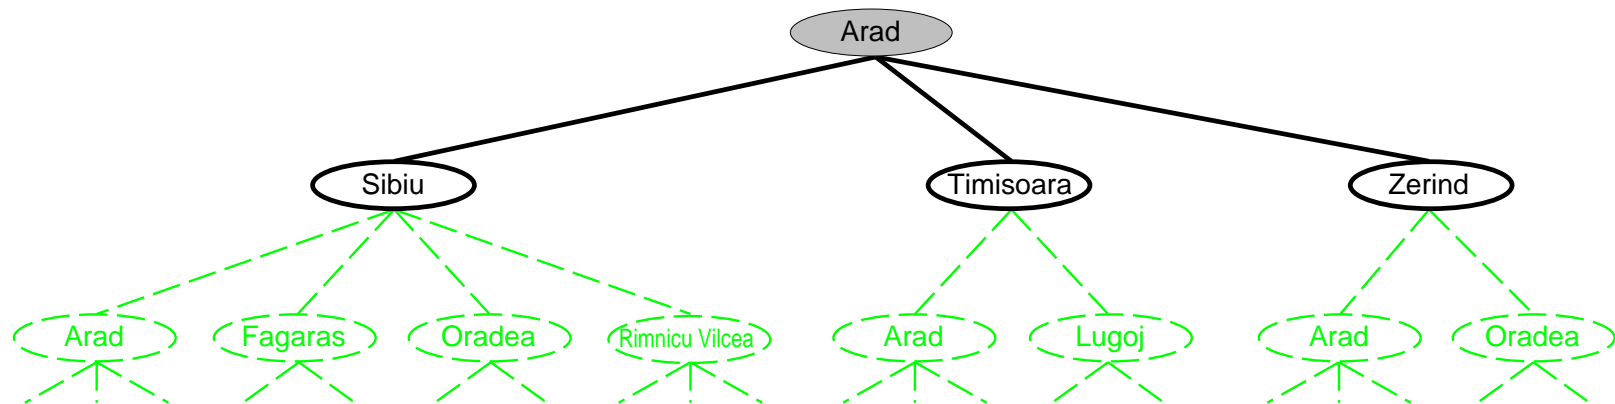 Arad
Sibiu
Timisoara
Zerind
Arad
Fagaras
Oradea
Rimnicu Vilcea
Arad
Lugoj
Arad
Oradea